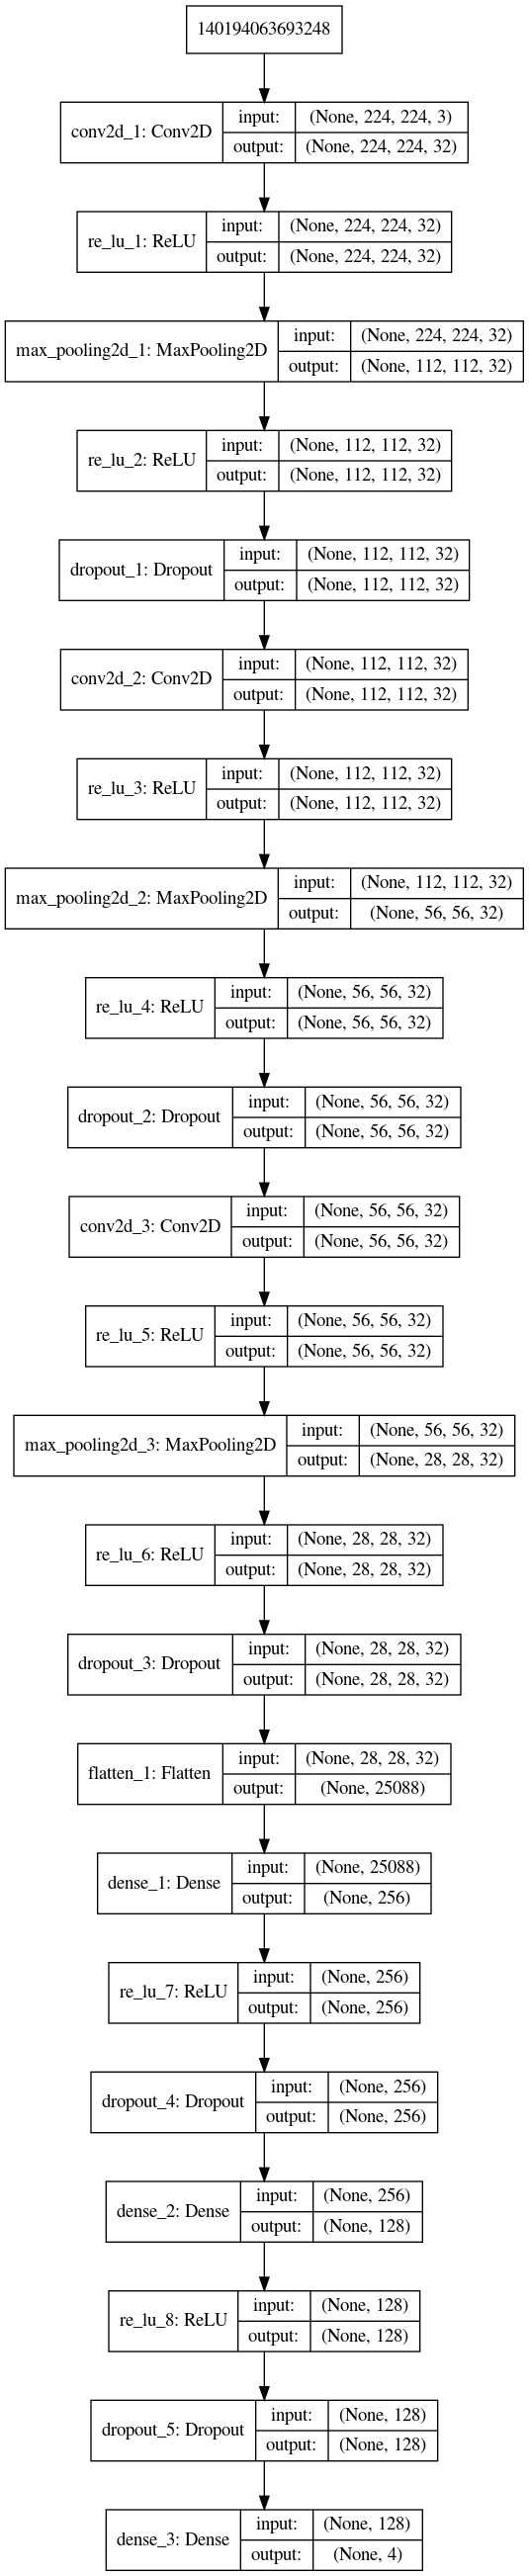 140194063693248
conv2d_1: Conv2D
input: (None, 224, 224, 3)
output: (None, 224, 224, 32)
re_lu_1: ReLU
input: (None, 224, 224, 32)
output: (None, 224, 224, 32)
max_pooling2d_1: MaxPooling2D
input: (None, 224, 224, 32)
output: (None, 112, 112, 32)
re_lu_2: ReLU
input: (None, 112, 112, 32)
output: (None, 112, 112, 32)
dropout_1: Dropout
input: (None, 112, 112, 32)
output: (None, 112, 112, 32)
conv2d_2: Conv2D
input: (None, 112, 112, 32)
output: (None, 112, 112, 32)
re_lu_3: ReLU
input: (None, 112, 112, 32)
output: (None, 112, 112, 32)
max_pooling2d_2: MaxPooling2D
input: (None, 112, 112, 32)
output: (None, 56, 56, 32)
re_lu_4: ReLU
input: (None, 56, 56, 32)
output: (None, 56, 56, 32)
dropout_2: Dropout
input: (None, 56, 56, 32)
output: (None, 56, 56, 32)
conv2d_3: Conv2D
input: (None, 56, 56, 32)
output: (None, 56, 56, 32)
re_lu_5: ReLU
input: (None, 56, 56, 32)
output: (None, 56, 56, 32)
max_pooling2d_3: MaxPooling2D
input: (None, 56, 56, 32)
output: (None, 28, 28, 32)
re_lu_6: ReLU
input: (None, 28, 28, 32)
output: (None, 28, 28, 32)
dropout_3: Dropout
input: (None, 28, 28, 32)
output: (None, 28, 28, 32)
flatten_1: Flatten
input: (None, 28, 28, 32)
output: (None, 25088)
dense_1: Dense
input: (None, 25088)
output: (None, 256)
re_lu_7: ReLU
input: (None, 256)
output: (None, 256)
dropout_4: Dropout
input: (None, 256)
output: (None, 256)
dense_2: Dense
input: (None, 256)
output: (None, 128)
re_lu_8: ReLU
input: (None, 128)
output: (None, 128)
dropout_5: Dropout
input: (None, 128)
output: (None, 128)
dense_3: Dense
input: (None, 128)
output: (None, 4)